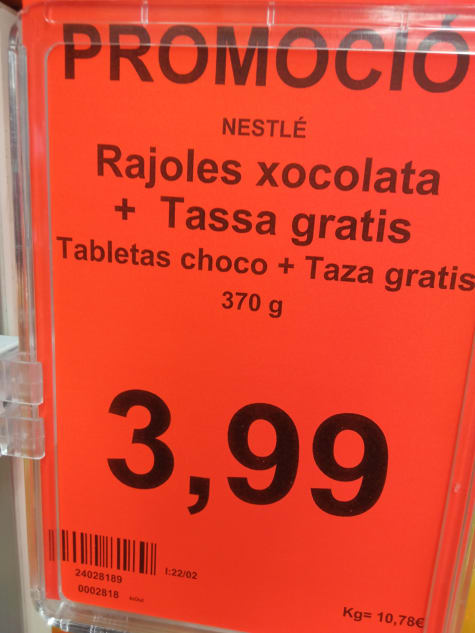 PROMOCIÓ
NESTLÉ
Rajoles xocolata
+ Tassa gratis
Tabletas choco + Taza gratis
370 g
3,99
24028189 I:22/02
0002818
Kg= 10,78€